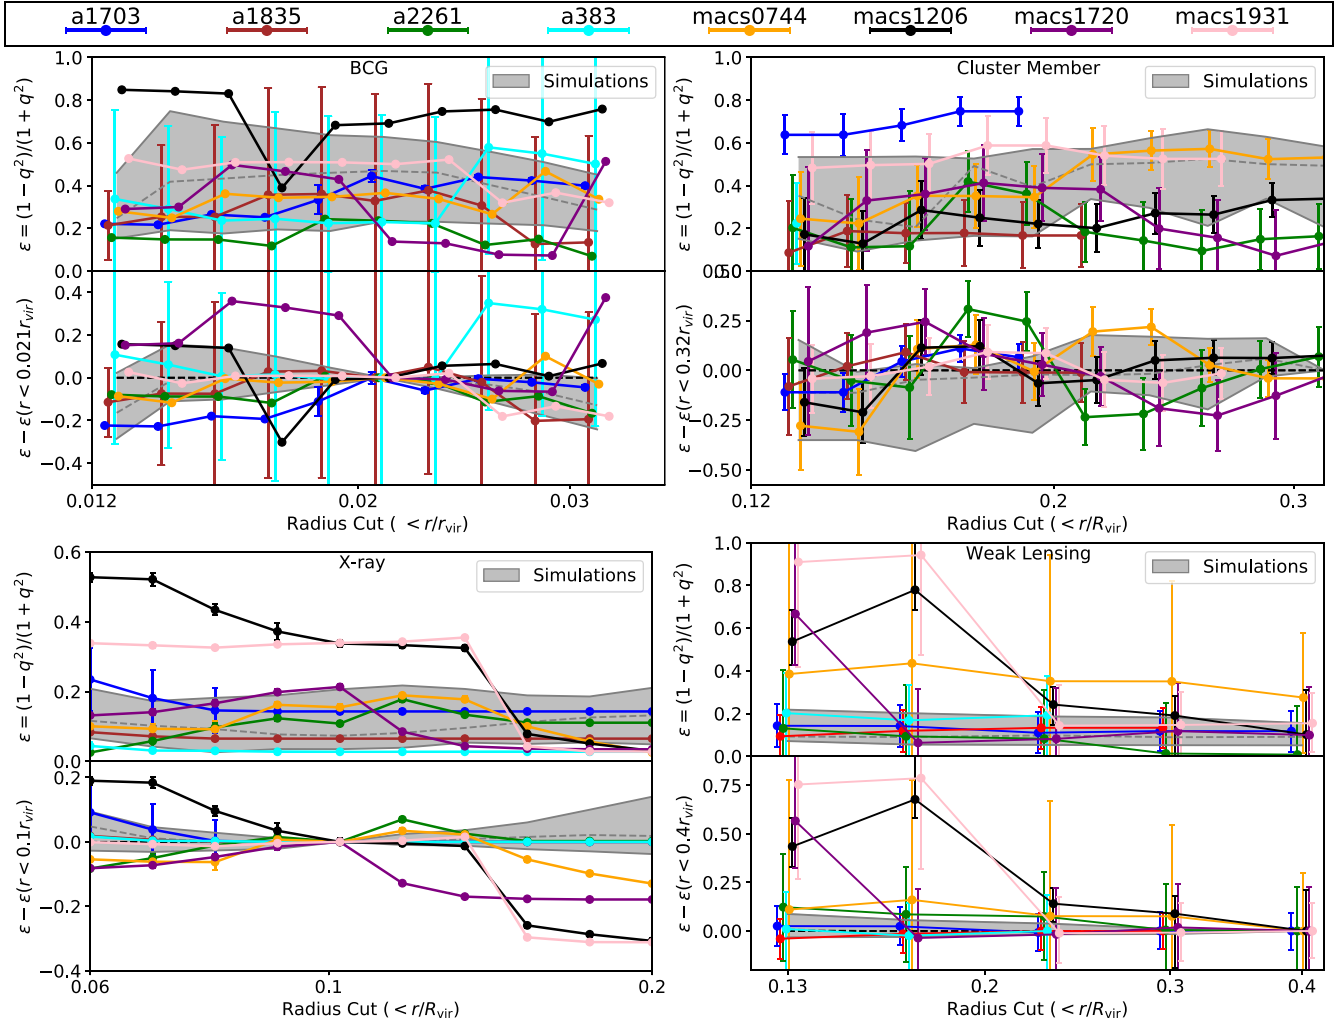 a1703 a1835 a2261 a383 macs0744 macs1206 macs1720 macs1931
BCG
Simulations
ε = (1 − q²)/(1 + q²)
1.0
0.8
0.6
0.4
0.2
0.0
ε − ε(r < 0.021r_vir)
0.4
0.2
0.0
−0.2
−0.4
0.012 0.02 0.03
Radius Cut ( < r/r_vir)
Cluster Member
Simulations
ε = (1 − q²)/(1 + q²)
1.0
0.8
0.6
0.4
0.2
0.0
ε − ε(r < 0.32r_vir)
0.50
0.25
0.00
−0.25
−0.50
0.12 0.2 0.3
Radius Cut (< r/R_vir)
X-ray
Simulations
ε = (1 − q²)/(1 + q²)
0.6
0.4
0.2
0.0
ε − ε(r < 0.1r_vir)
0.2
0.0
−0.2
−0.4
0.06 0.1 0.2
Radius Cut (< r/R_vir)
Weak Lensing
Simulations
ε = (1 − q²)/(1 + q²)
1.0
0.8
0.6
0.4
0.2
0.0
ε − ε(r < 0.4r_vir)
0.75
0.50
0.25
0.00
0.13 0.2 0.3 0.4
Radius Cut (< r/R_vir)